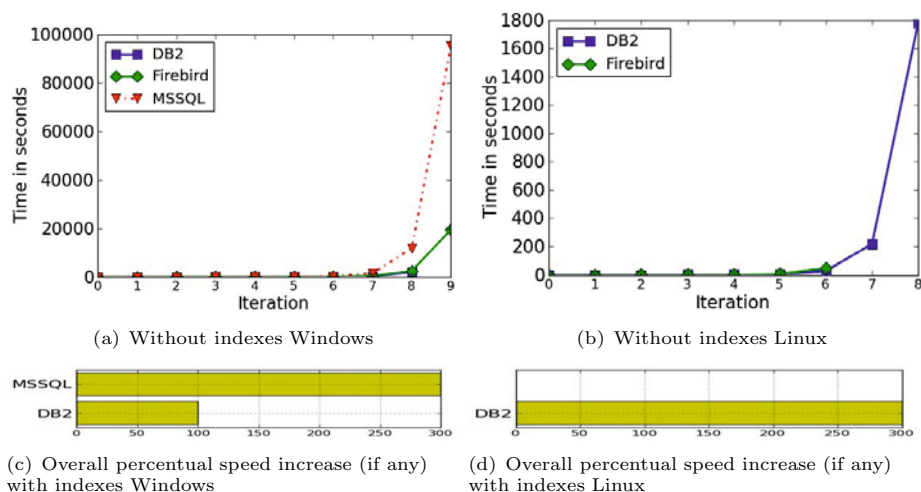 100000
80000
60000
40000
20000
0
Time in seconds
DB2
Firebird
MSSQL
0 1 2 3 4 5 6 7 8 9
Iteration
(a) Without indexes Windows
1800
1600
1400
1200
1000
800
600
400
200
0
Time in seconds
DB2
Firebird
0 1 2 3 4 5 6 7 8
Iteration
(b) Without indexes Linux
MSSQL
DB2
0 50 100 150 200 250 300
(c) Overall percentual speed increase (if any)
with indexes Windows
DB2
0 50 100 150 200 250 300
(d) Overall percentual speed increase (if any)
with indexes Linux